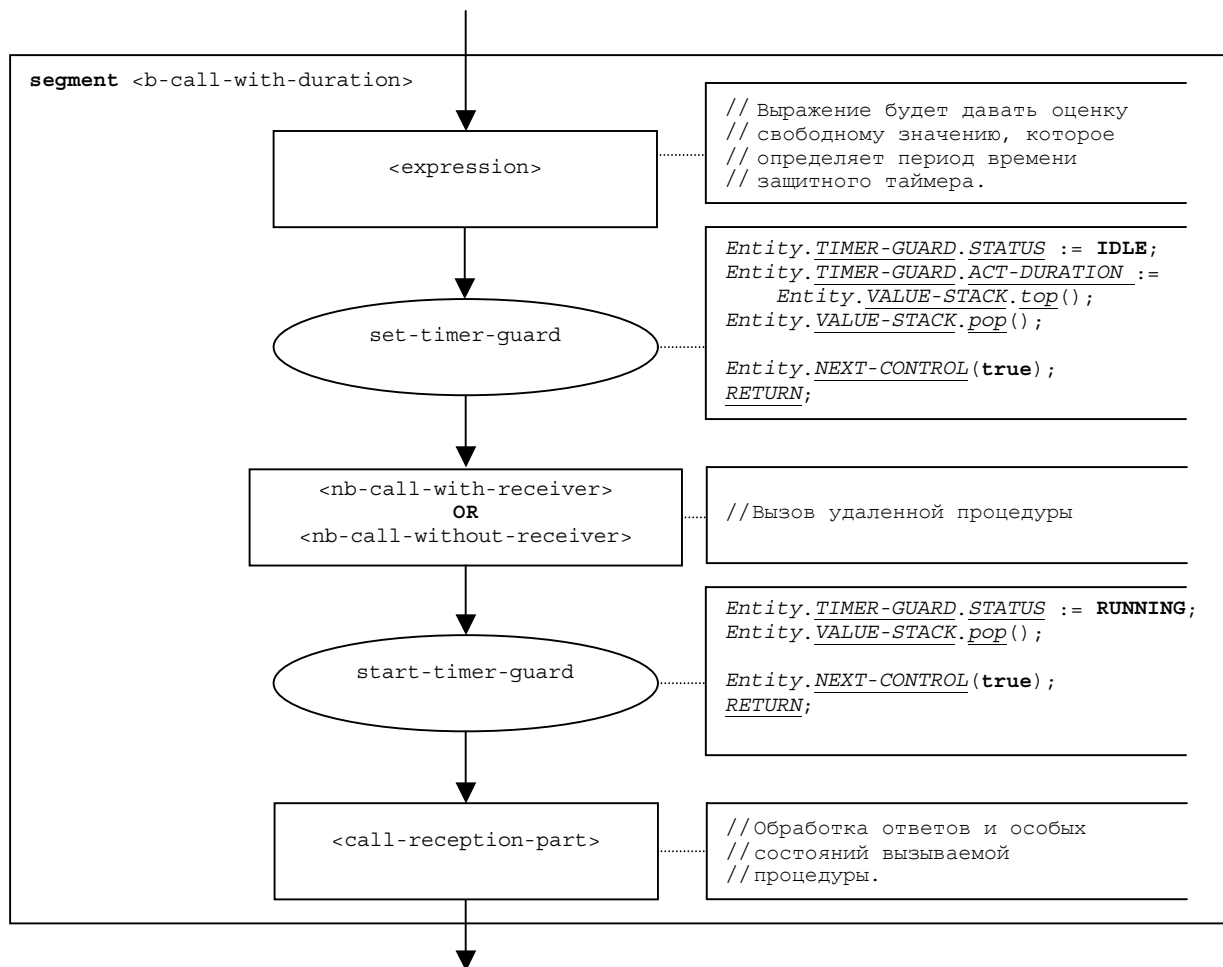 segment <b-call-with-duration>
<expression>
// Выражение будет давать оценку
// свободному значению, которое
// определяет период времени
// защитного таймера.
set-timer-guard
Entity.TIMER-GUARD.STATUS := IDLE;
Entity.TIMER-GUARD.ACT-DURATION :=
Entity.VALUE-STACK.top();
Entity.VALUE-STACK.pop();
Entity.NEXT-CONTROL(true);
RETURN;
<nb-call-with-receiver>
OR
<nb-call-without-receiver>
//Вызов удаленной процедуры
start-timer-guard
Entity.TIMER-GUARD.STATUS := RUNNING;
Entity.VALUE-STACK.pop();
Entity.NEXT-CONTROL(true);
RETURN;
<call-reception-part>
//Обработка ответов и особых
//состояний вызываемой
//процедуры.